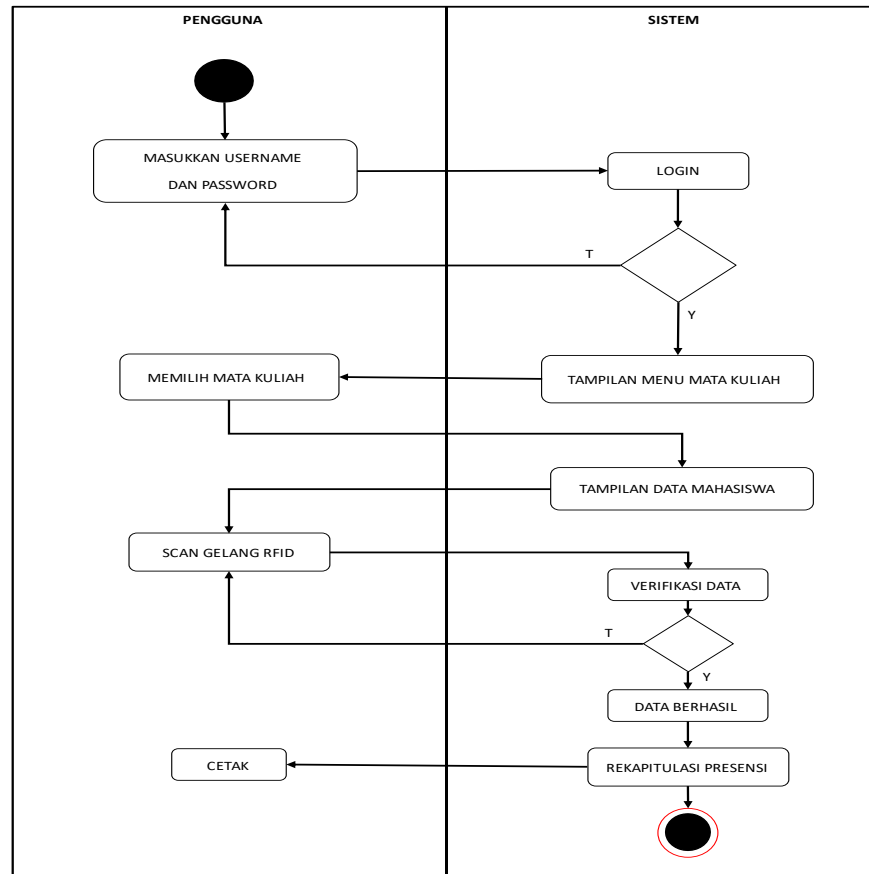 PENGGUNA
SISTEM
MASUKKAN USERNAME
DAN PASSWORD
LOGIN
T
Y
MEMILIH MATA KULIAH
TAMPILAN MENU MATA KULIAH
TAMPILAN DATA MAHASISWA
SCAN GELANG RFID
VERIFIKASI DATA
T
Y
DATA BERHASIL
CETAK
REKAPITULASI PRESENSI